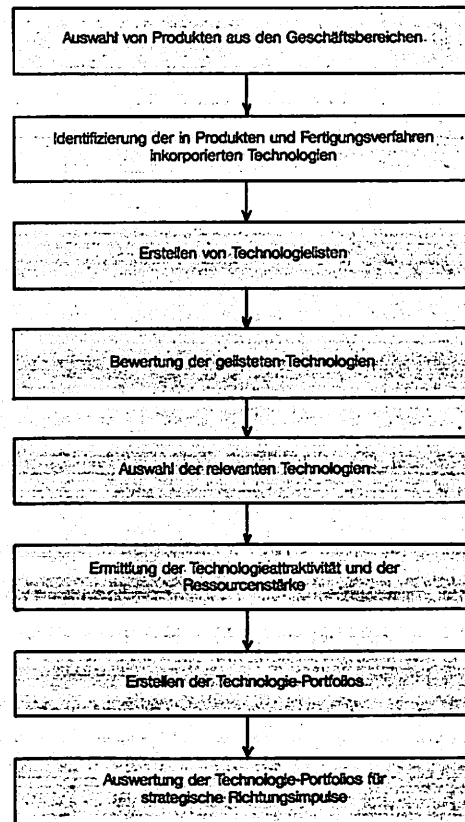 Auswahl von Produkten aus den Geschäftsbereichen
Identifizierung der in Produkten und Fertigungsverfahren
inkorporierten Technologien
Erstellen von Technologielisten
Bewertung der gelisteten Technologien
Auswahl der relevanten Technologien
Ermittlung der Technologieattraktivität und der
Ressourcenstärke
Erstellen der Technologie-Portfolios
Auswertung der Technologie-Portfolios für
strategische Richtungsimpulse